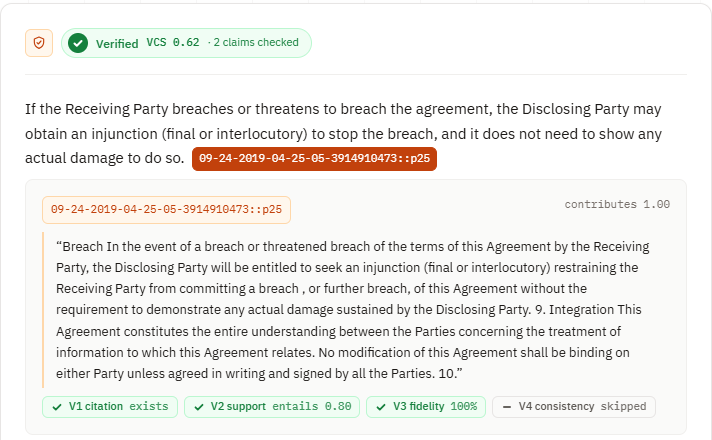 Verified VCS 0.62 · 2 claims checked
If the Receiving Party breaches or threatens to breach the agreement, the Disclosing Party may
obtain an injunction (final or interlocutory) to stop the breach, and it does not need to show any
actual damage to do so. 09-24-2019-04-25-05-3914910473::p25
09-24-2019-04-25-05-3914910473::p25 contributes 1.00
“Breach In the event of a breach or threatened breach of the terms of this Agreement by the Receiving
Party, the Disclosing Party will be entitled to seek an injunction (final or interlocutory) restraining the
Receiving Party from committing a breach , or further breach, of this Agreement without the
requirement to demonstrate any actual damage sustained by the Disclosing Party. 9. Integration This
Agreement constitutes the entire understanding between the Parties concerning the treatment of
information to which this Agreement relates. No modification of this Agreement shall be binding on
either Party unless agreed in writing and signed by all the Parties. 10.”
V1 citation exists V2 support entails 0.80 V3 fidelity 100% V4 consistency skipped